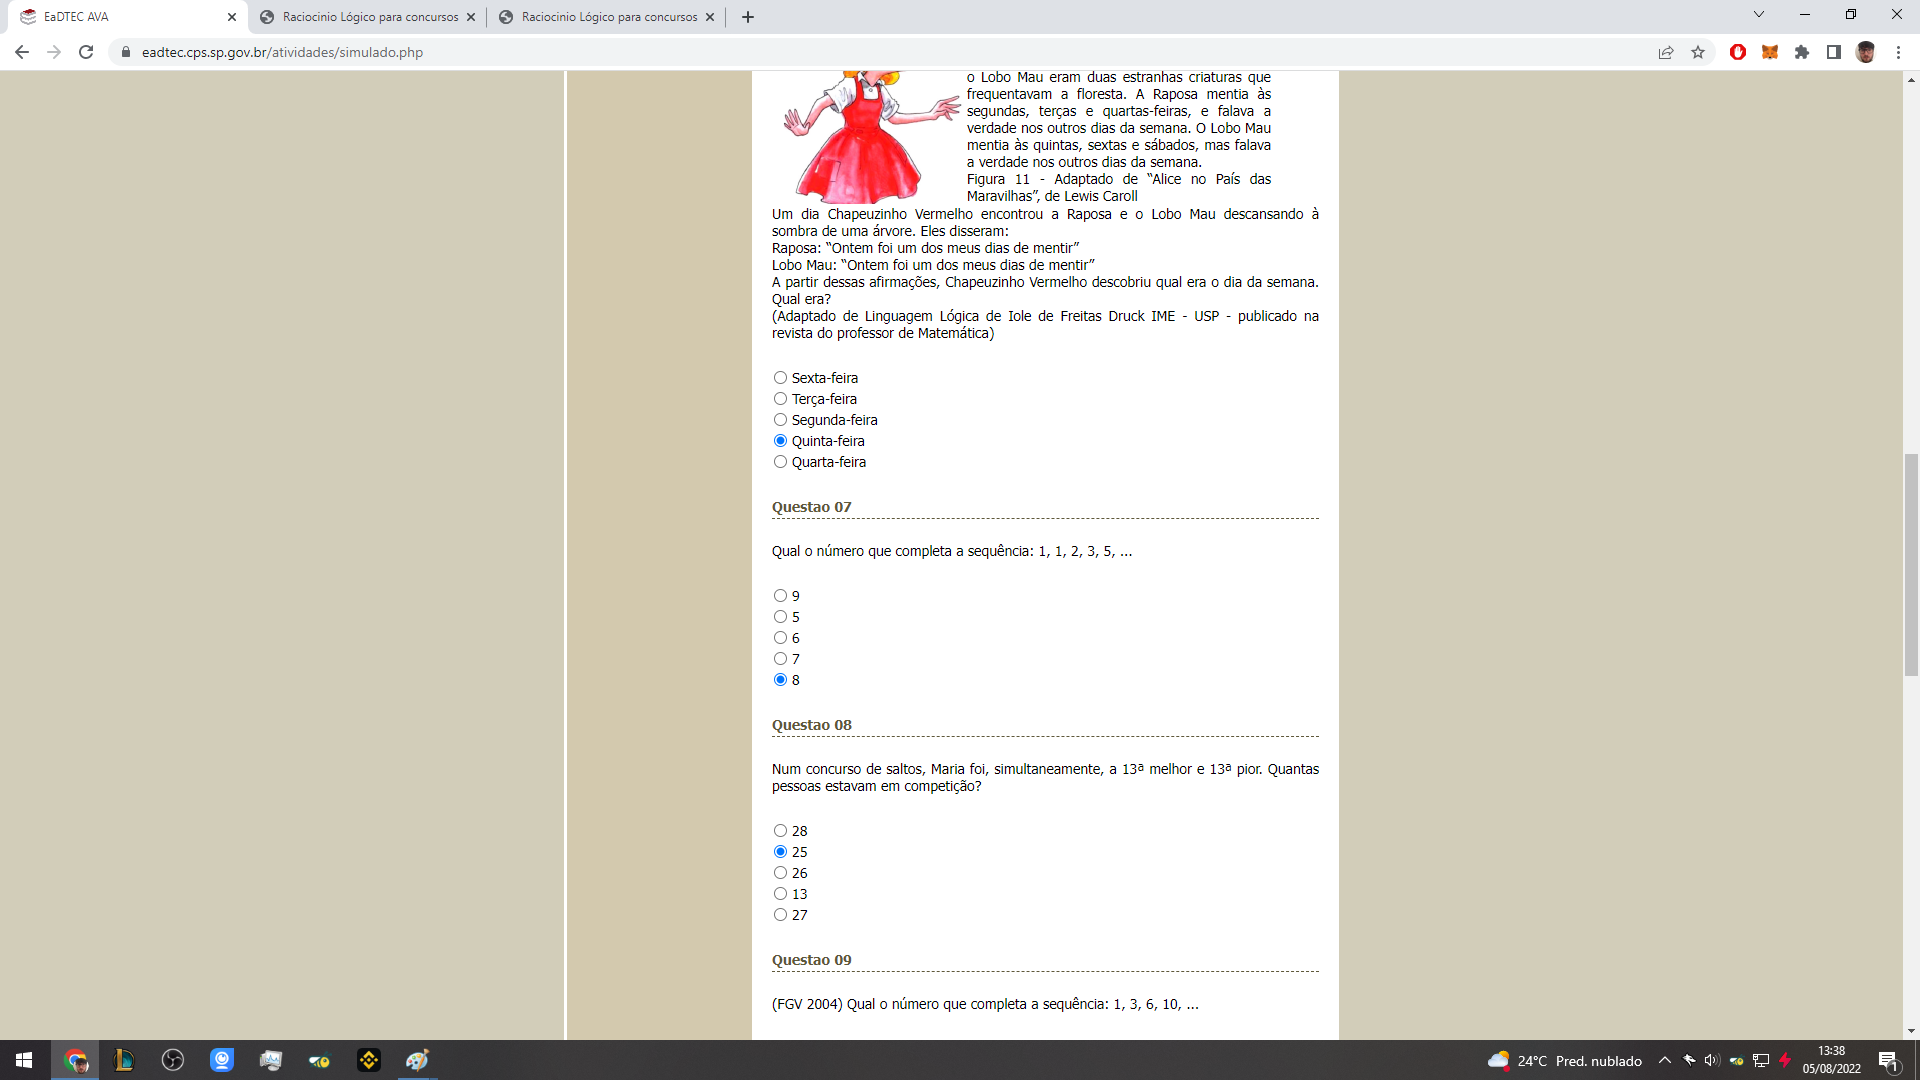 EaDTEC AVA
Raciocinio Lógico para concursos
Raciocinio Lógico para concursos
eadtec.cps.sp.gov.br/atividades/simulado.php
o Lobo Mau eram duas estranhas criaturas que
frequentavam a floresta. A Raposa mentia às
segundas, terças e quartas-feiras, e falava a
verdade nos outros dias da semana. O Lobo Mau
mentia às quintas, sextas e sábados, mas falava
a verdade nos outros dias da semana.
Figura 11 - Adaptado de “Alice no País das
Maravilhas”, de Lewis Caroll
Um dia Chapeuzinho Vermelho encontrou a Raposa e o Lobo Mau descansando à
sombra de uma árvore. Eles disseram:
Raposa: “Ontem foi um dos meus dias de mentir”
Lobo Mau: “Ontem foi um dos meus dias de mentir”
A partir dessas afirmações, Chapeuzinho Vermelho descobriu qual era o dia da semana.
Qual era?
(Adaptado de Linguagem Lógica de Iole de Freitas Druck IME - USP - publicado na
revista do professor de Matemática)
Sexta-feira
Terça-feira
Segunda-feira
Quinta-feira
Quarta-feira
Questao 07
Qual o número que completa a sequência: 1, 1, 2, 3, 5, ...
9
5
6
7
8
Questao 08
Num concurso de saltos, Maria foi, simultaneamente, a 13ª melhor e 13ª pior. Quantas
pessoas estavam em competição?
28
25
26
13
27
Questao 09
(FGV 2004) Qual o número que completa a sequência: 1, 3, 6, 10, ...
24°C Pred. nublado
13:38
05/08/2022
1